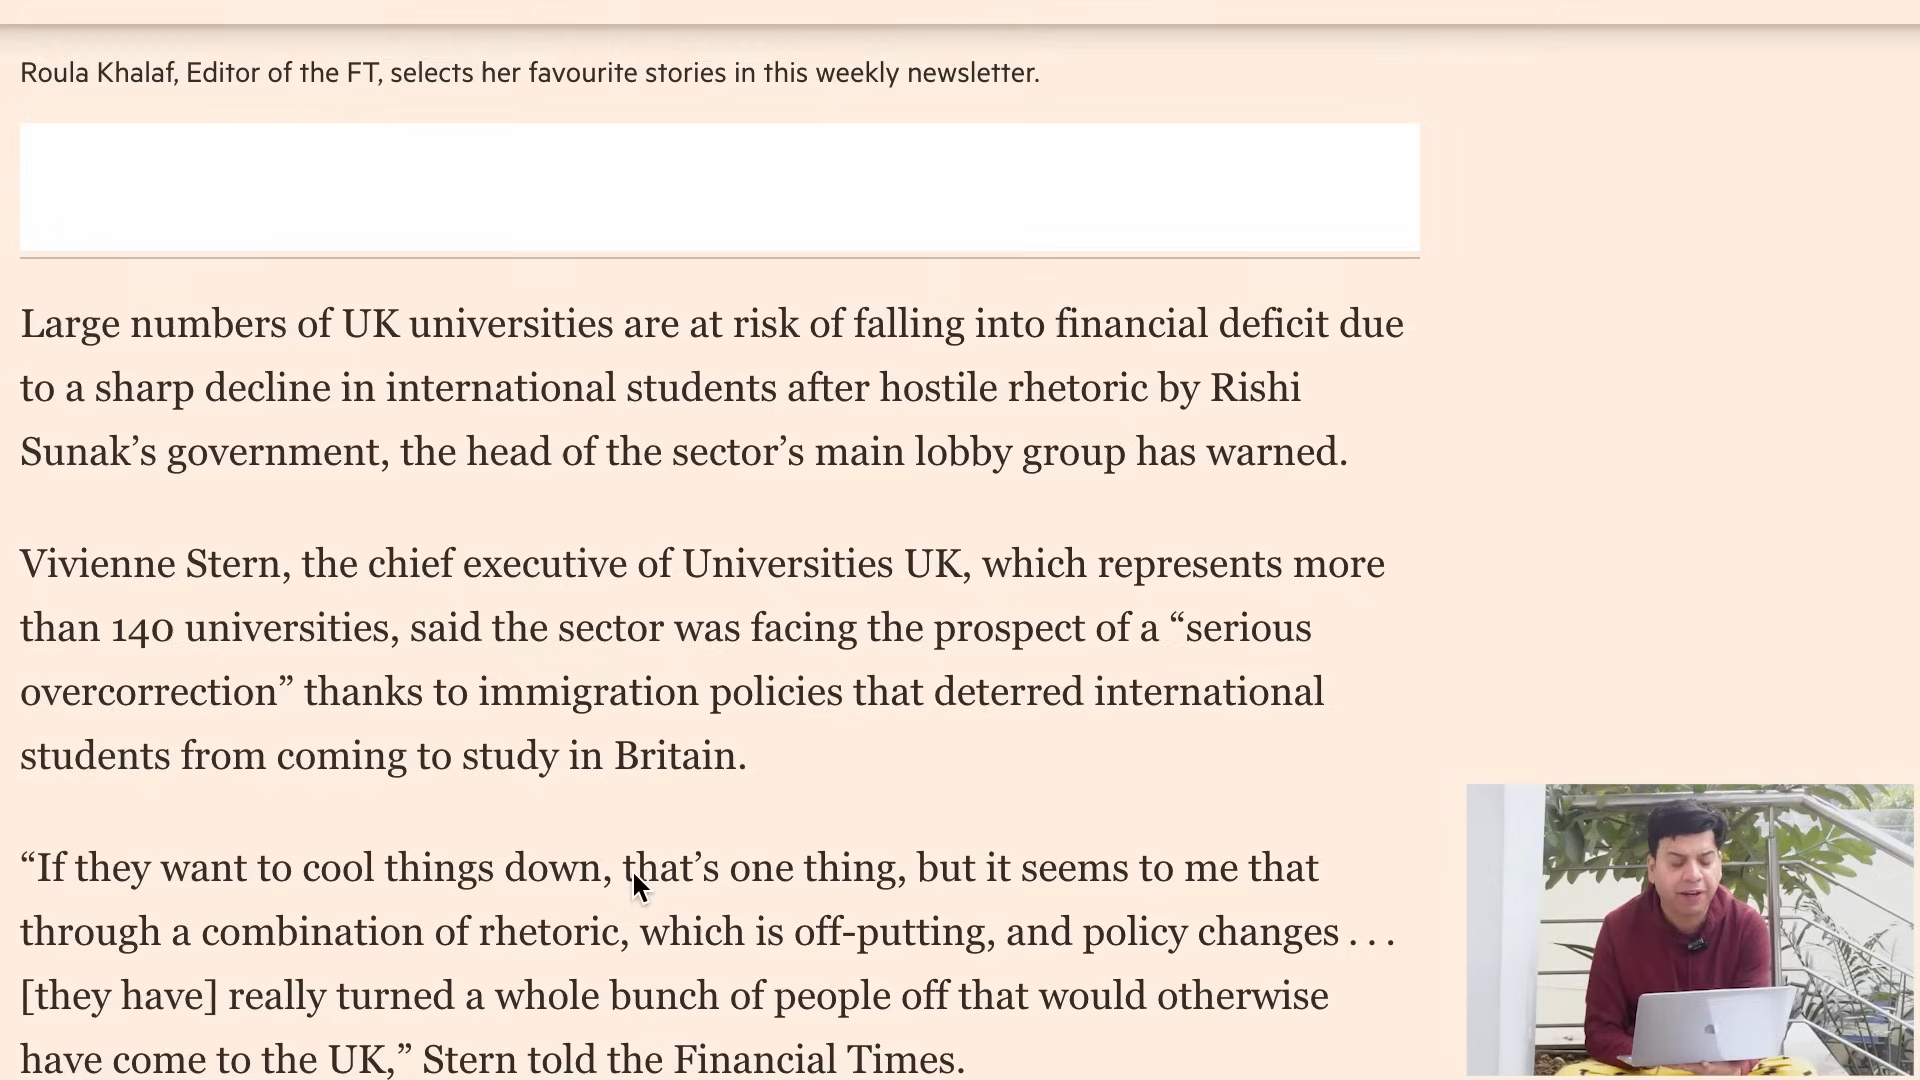 Roula Khalaf, Editor of the FT, selects her favourite stories in this weekly newsletter.
Large numbers of UK universities are at risk of falling into financial deficit due
to a sharp decline in international students after hostile rhetoric by Rishi
Sunak’s government, the head of the sector’s main lobby group has warned.
Vivienne Stern, the chief executive of Universities UK, which represents more
than 140 universities, said the sector was facing the prospect of a “serious
overcorrection” thanks to immigration policies that deterred international
students from coming to study in Britain.
“If they want to cool things down, that’s one thing, but it seems to me that
through a combination of rhetoric, which is off-putting, and policy changes . . .
[they have] really turned a whole bunch of people off that would otherwise
have come to the UK,” Stern told the Financial Times.